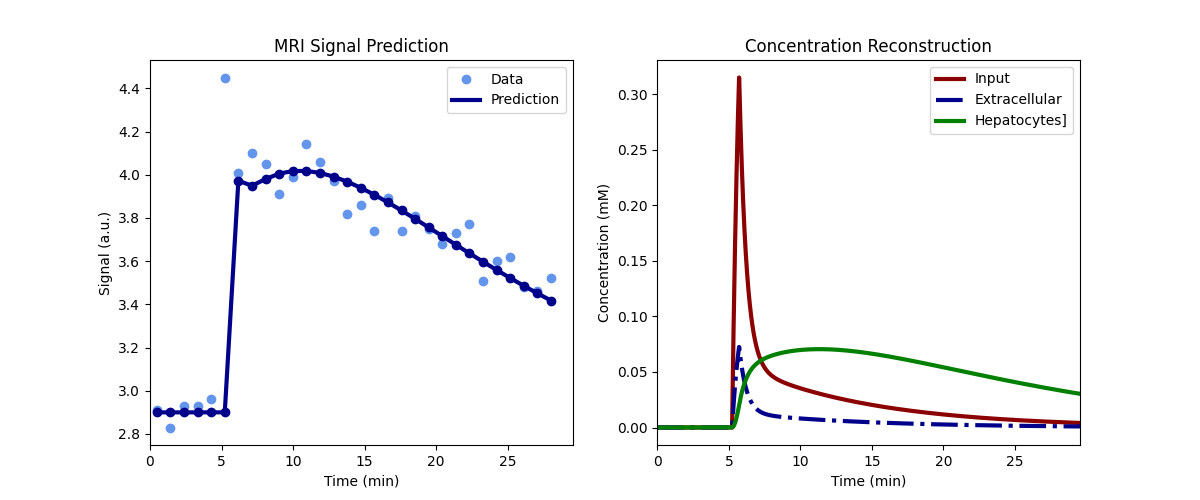 MRI Signal Prediction
Signal (a.u.)
4.4
4.2
4.0
3.8
3.6
3.4
3.2
3.0
2.8
Data
Prediction
0
5
10
15
20
25
Time (min)
Concentration Reconstruction
Concentration (mM)
0.30
0.25
0.20
0.15
0.10
0.05
0.00
Input
Extracellular
Hepatocytes]
0
5
10
15
20
25
Time (min)